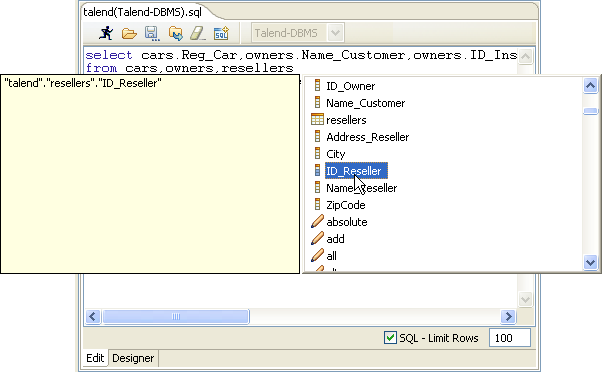 talend(Talend-DBMS).sql
Talend-DBMS
select cars.Reg_Car,owners.Name_Customer,owners.ID_Ins
from cars,owners,resellers
"talend"."resellers"."ID_Reseller"
ID_Owner
Name_Customer
resellers
Address_Reseller
City
ID_Reseller
Name_Reseller
ZipCode
absolute
add
all
SQL - Limit Rows 100
Edit Designer